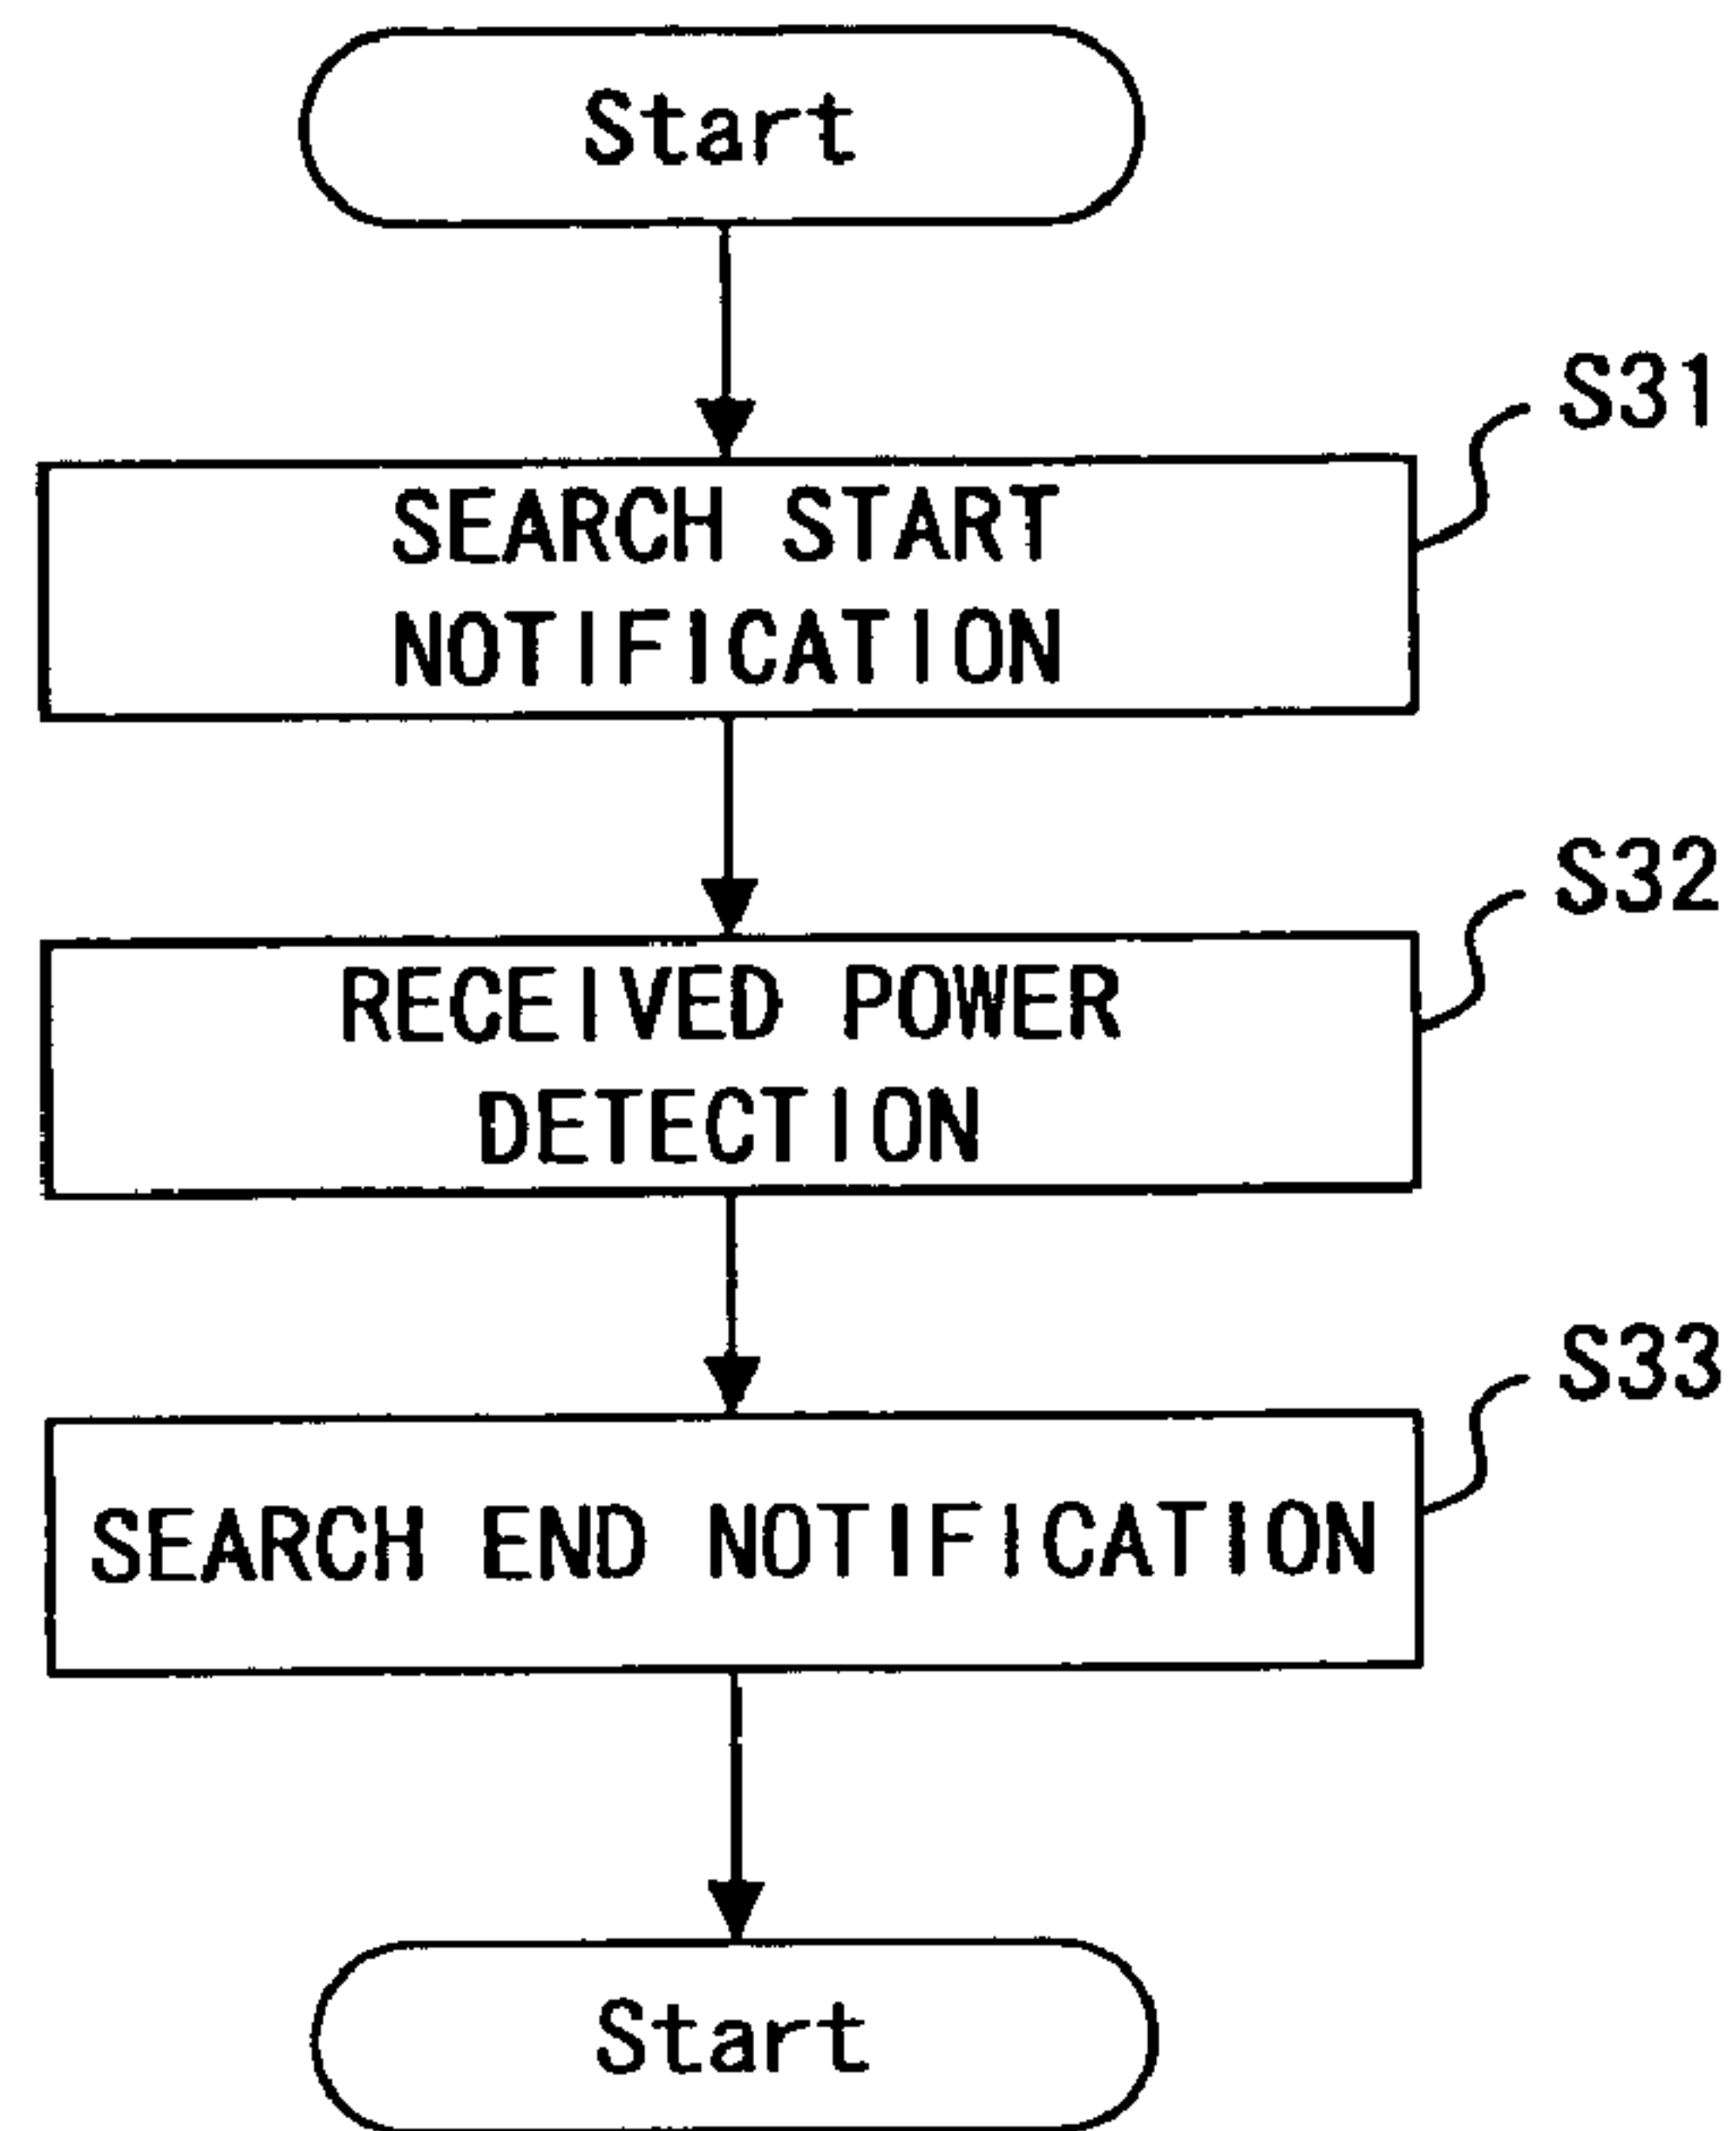 Start
S31
SEARCH START
NOTIFICATION
S32
RECEIVED POWER
DETECTION
S33
SEARCH END NOTIFICATION
Start